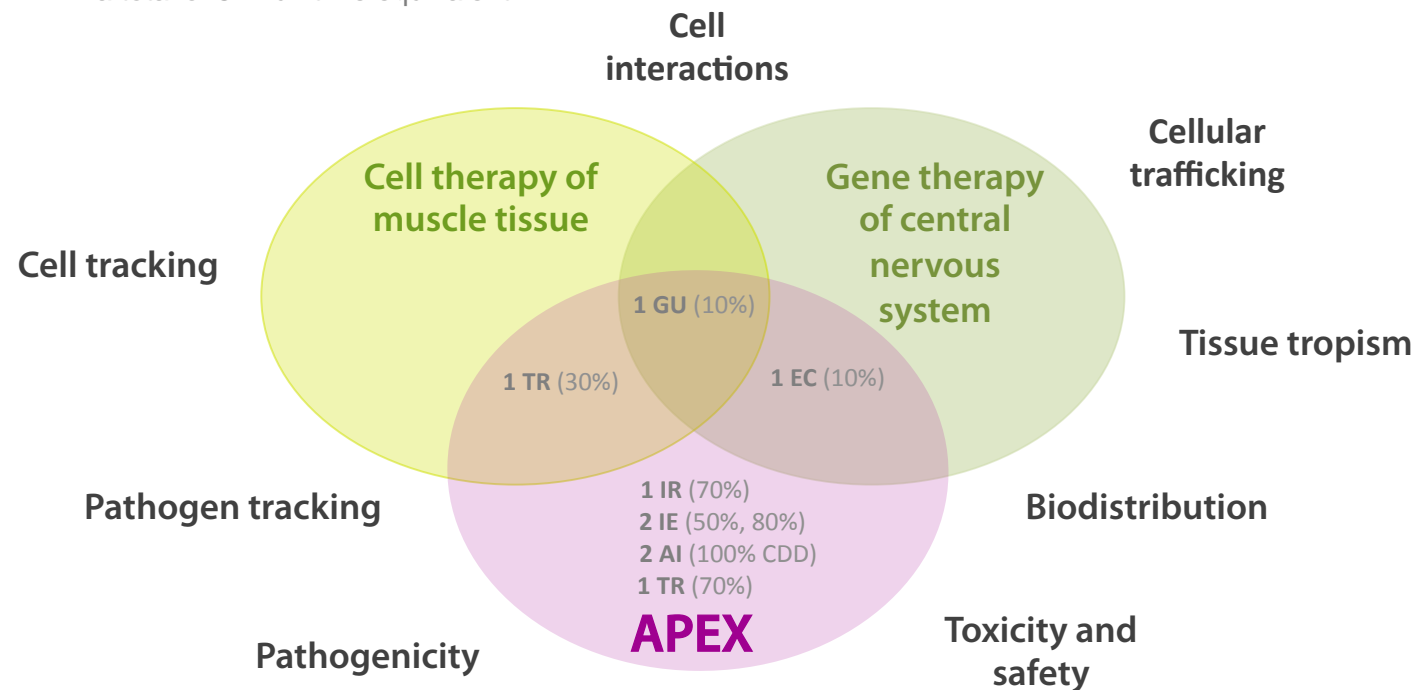 Cell
interactions
Cellular
trafficking
Cell therapy of
muscle tissue
Gene therapy
of central
nervous
system
Cell tracking
1 GU (10%)
Tissue tropism
1 TR (30%)
1 EC (10%)
Pathogen tracking
1 IR (70%)
2 IE (50%, 80%)
2 AI (100% CDD)
1 TR (70%)
Biodistribution
APEX
Pathogenicity
Toxicity and
safety